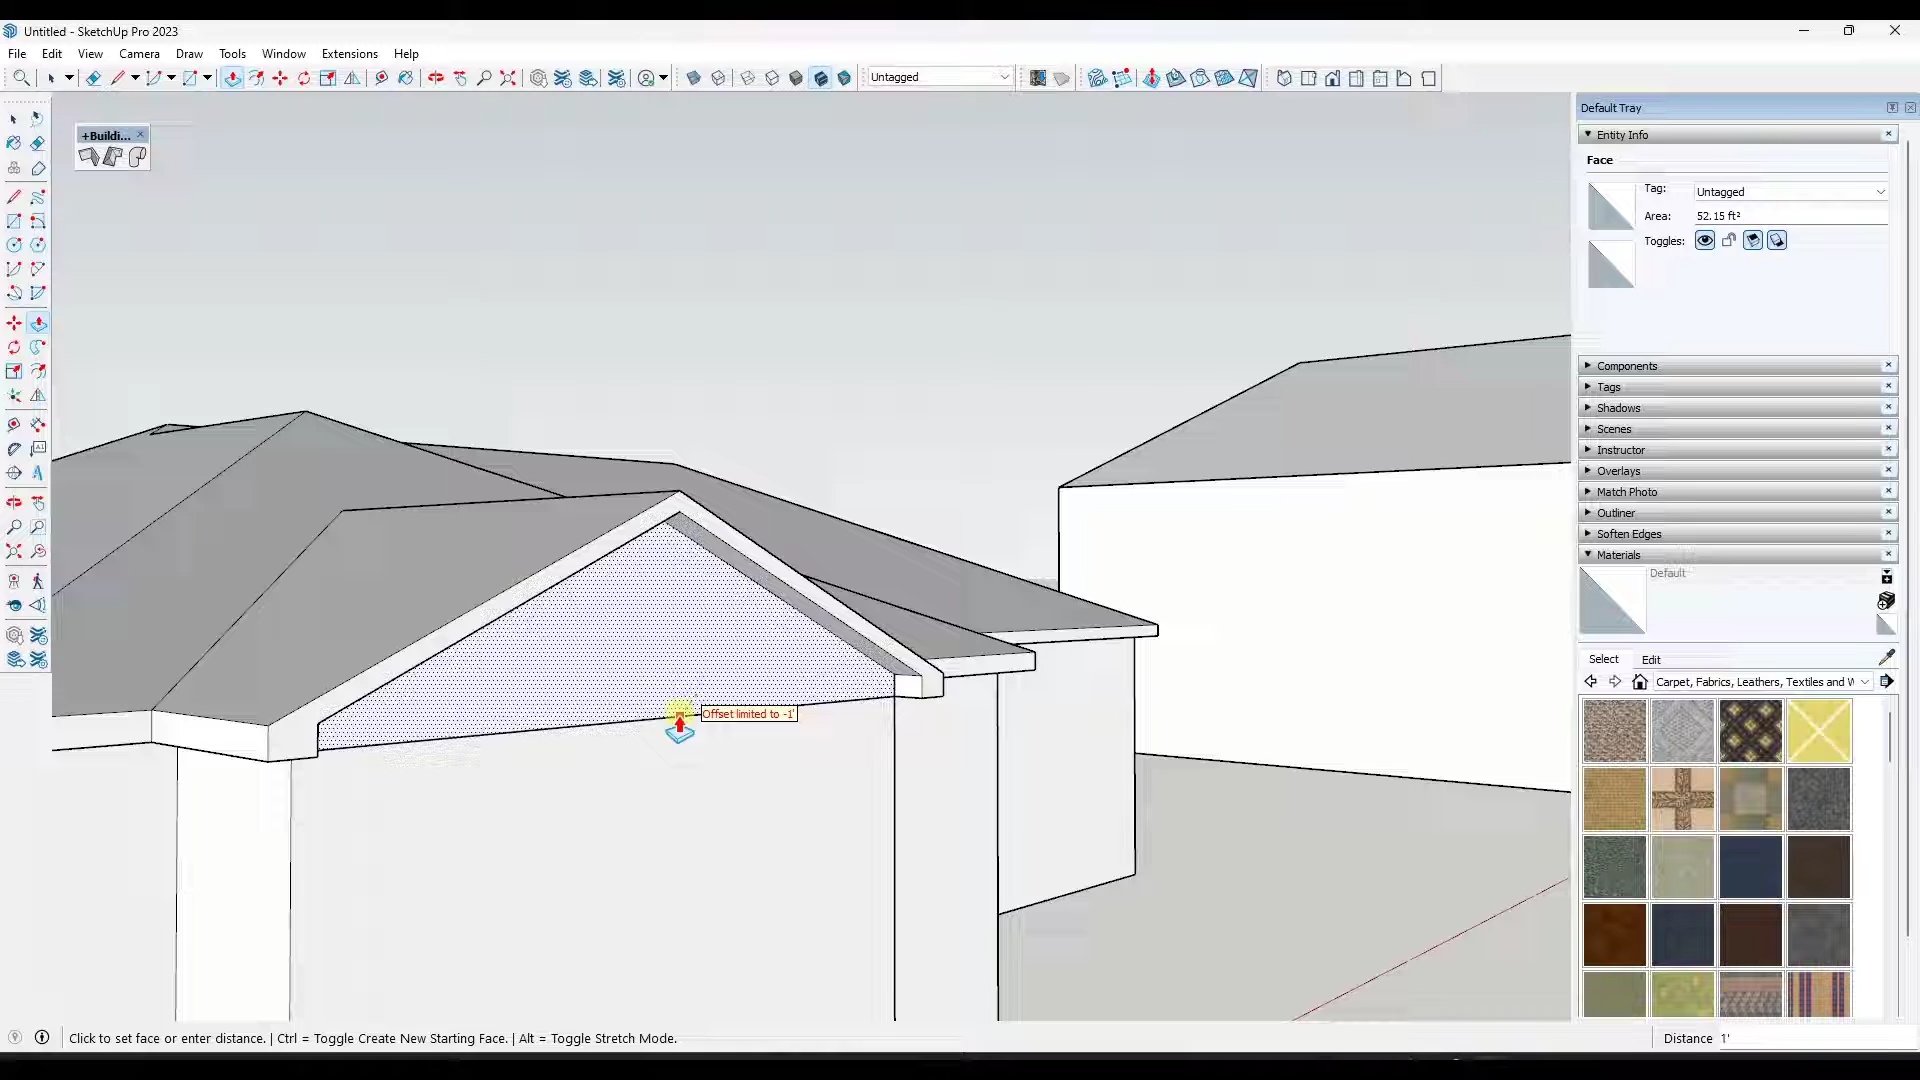 Untitled - SketchUp Pro 2023
File Edit View Camera Draw Tools Window Extensions Help
Untagged
+Buildi...
Default Tray
Entity Info
Face
Tag: Untagged
Area: 52.15 ft²
Toggles:
Components
Tags
Shadows
Scenes
Instructor
Overlays
Match Photo
Outliner
Soften Edges
Materials
Default
Select Edit
Carpet, Fabrics, Leathers, Textiles and W
Offset limited to -1'
Click to set face or enter distance. | Ctrl = Toggle Create New Starting Face. | Alt = Toggle Stretch Mode.
Distance 1'